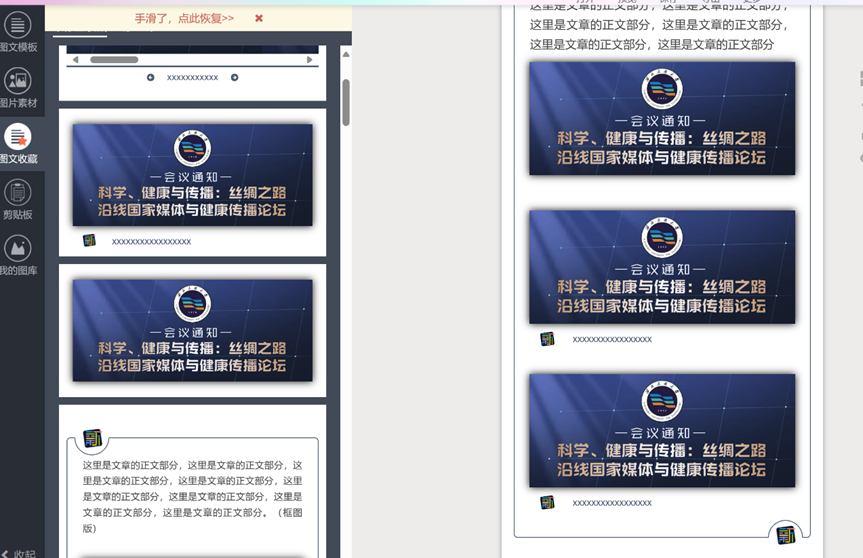 手滑了，点此恢复>>
图文模板
图片素材
图文收藏
剪贴板
我的图库
收起
xxxxxxxxxxx
会议通知
科学、健康与传播：丝绸之路
沿线国家媒体与健康传播论坛
xxxxxxxxxxxxxxxxx
会议通知
科学、健康与传播：丝绸之路
沿线国家媒体与健康传播论坛
这里是文章的正文部分，这里是文章的正文部分，这
里是文章的正文部分，这里是文章的正文部分，这里是
文章的正文部分，这里是文章的正文部分，这里是
文章的正文部分，这里是文章的正文部分。（框图
版）
这里是文章的正文部分，这里是文章的正文部分，
这里是文章的正文部分，这里是文章的正文部分，
这里是文章的正文部分，这里是文章的正文部分
会议通知
科学、健康与传播：丝绸之路
沿线国家媒体与健康传播论坛
会议通知
科学、健康与传播：丝绸之路
沿线国家媒体与健康传播论坛
xxxxxxxxxxxxxxxxx
会议通知
科学、健康与传播：丝绸之路
沿线国家媒体与健康传播论坛
xxxxxxxxxxxxxxxxx